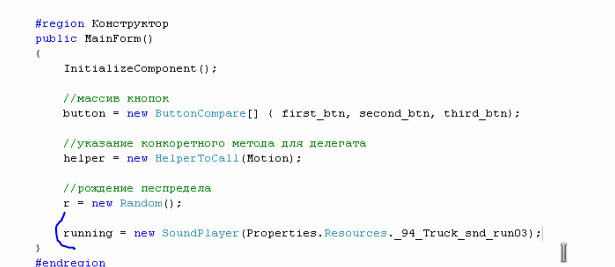 #region Конструктор
public MainForm()
{
InitializeComponent();
//массив кнопок
button = new ButtonCompare[] { first_btn, second_btn, third_btn};
//указание конкоретного метода для делегата
helper = new HelperToCall(Motion);
//рождение песпредела
r = new Random();
running = new SoundPlayer(Properties.Resources._94_Truck_snd_run03);
}
#endregion